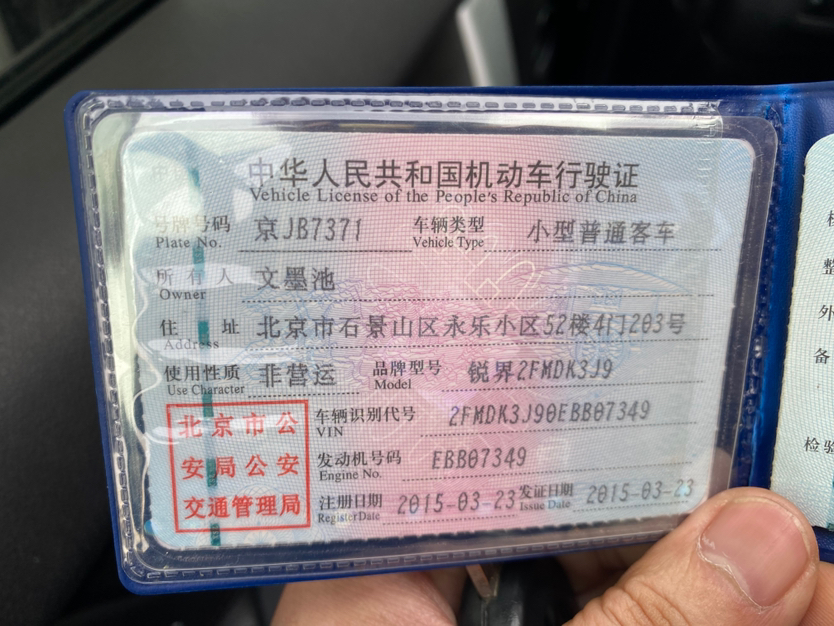 中华人民共和国机动车行驶证
Vehicle License of the People's Republic of China
号牌号码 京JB7371 车辆类型 小型普通客车
Plate No. Vehicle Type
所有人 文墨池
Owner
住址 北京市石景山区永乐小区52楼4门203号
Address
使用性质 非营运 品牌型号 锐界2FMDK3J9
Use Character Model
北京市公
安局公安
交通管理局
车辆识别代号 2FMDK3J90EBB07349
VIN
发动机号码 EBB07349
Engine No.
注册日期 2015-03-23 发证日期 2015-03-23
Register Date Issue Date
整
外
备
检验